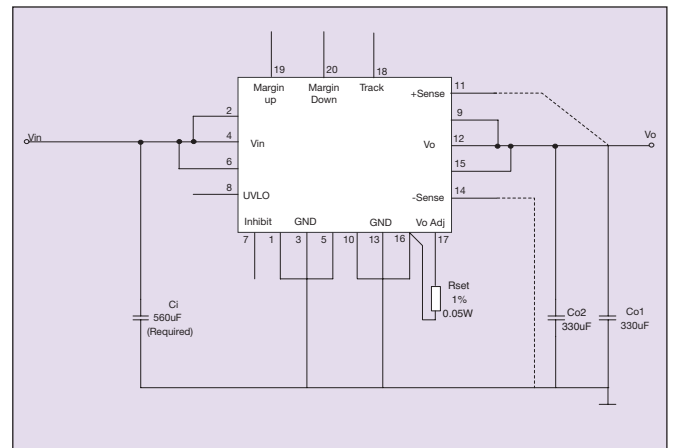 19 20 18
Margin up
Margin Down
Track
+Sense 11
2
9
Vin
4 Vin
Vo 12
Vo
6
15
8 UVLO
-Sense 14
Inhibit GND GND Vo Adj
7 1 3 5 10 13 16 17
Rset
1%
0.05W
Ci
560uF
(Required)
Co2
330uF
Co1
330uF